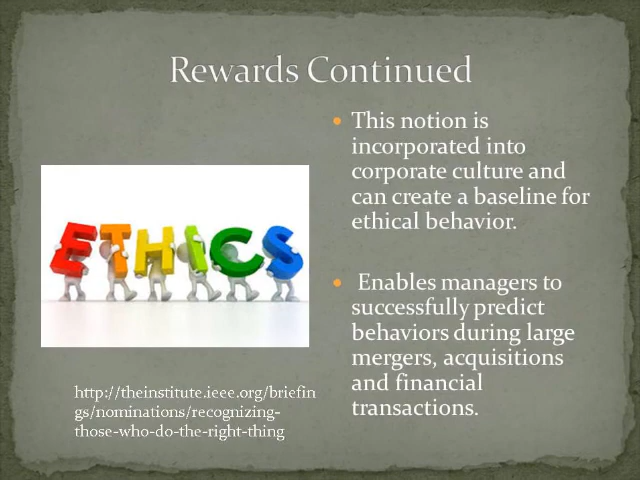 Rewards Continued
This notion is
incorporated into
corporate culture and
can create a baseline for
ethical behavior.
Enables managers to
successfully predict
behaviors during large
mergers, acquisitions
and financial
transactions.
ETHICS
http://theinstitute.ieee.org/briefin
gs/nominations/recognizing-
those-who-do-the-right-thing